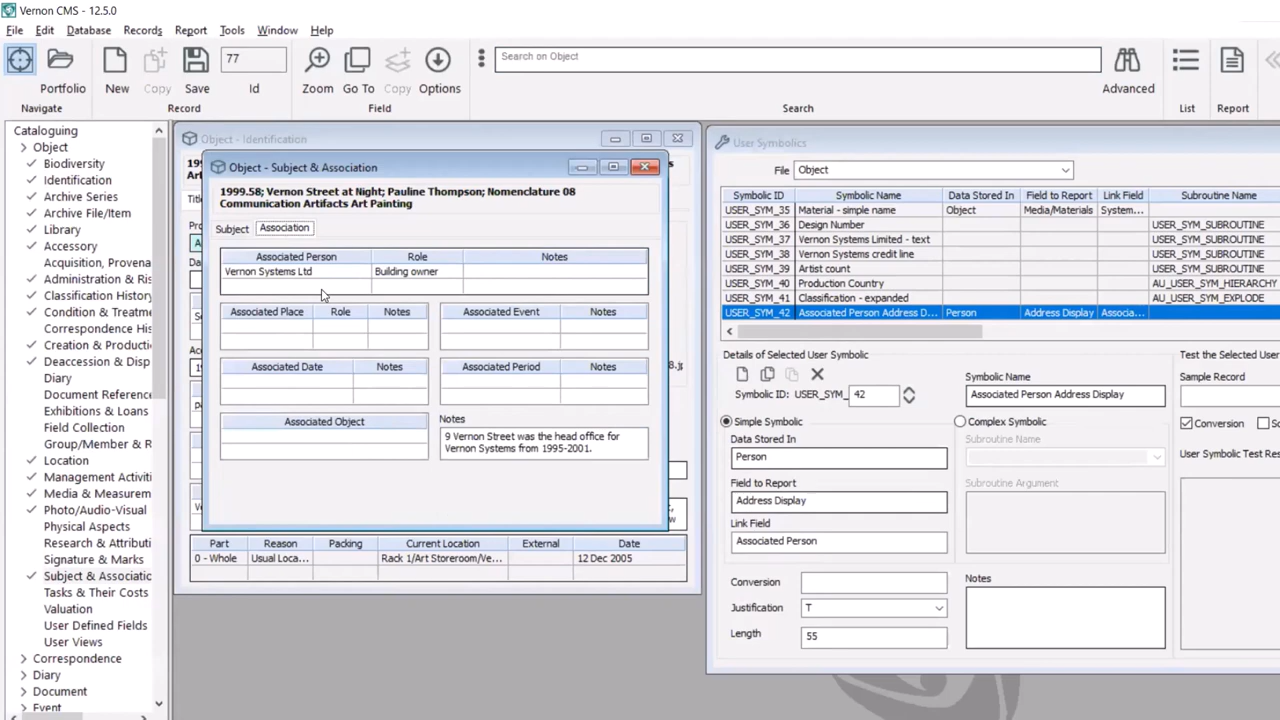 Vernon CMS - 12.5.0
File Edit Database Records Report Tools Window Help
77
Search on Object
Portfolio New Copy Save Id Zoom Go To Copy Options Advanced List Report
Navigate Record Field Search
Cataloguing
Object
Biodiversity
Identification
Archive Series
Archive File/Item
Library
Accessory
Acquisition, Provena
Administration & Ris
Classification History
Condition & Treatme
Correspondence His
Creation & Producti
Deaccession & Disp
Diary
Document Reference
Exhibitions & Loans
Field Collection
Group/Member & R
Location
Management Activiti
Media & Measurem
Photo/Audio-Visual
Physical Aspects
Research & Attributi
Signature & Marks
Subject & Associatio
Tasks & Their Costs
Valuation
User Defined Fields
User Views
Correspondence
Diary
Document
Event
Object - Identification
Object - Subject & Association
1999.58; Vernon Street at Night; Pauline Thompson; Nomenclature 08
Communication Artifacts Art Painting
Subject Association
Associated Person Role Notes
Vernon Systems Ltd Building owner
Associated Place Role Notes Associated Event Notes
Associated Date Notes Associated Period Notes
Associated Object Notes
9 Vernon Street was the head office for
Vernon Systems from 1995-2001.
Part Reason Packing Current Location External Date
0 - Whole Usual Loca... Rack 1/Art Storeroom/Ve... 12 Dec 2005
User Symbolics
File Object
Symbolic ID Symbolic Name Data Stored In Field to Report Link Field Subroutine Name
USER_SYM_35 Material - simple name Object Media/Materials System...
USER_SYM_36 Design Number USER_SYM_SUBROUTINE
USER_SYM_37 Vernon Systems Limited - text USER_SYM_SUBROUTINE
USER_SYM_38 Vernon Systems credit line USER_SYM_SUBROUTINE
USER_SYM_39 Artist count USER_SYM_SUBROUTINE
USER_SYM_40 Production Country AU_USER_SYM_HIERARCHY
USER_SYM_41 Classification - expanded AU_USER_SYM_EXPLODE
USER_SYM_42 Associated Person Address D... Person Address Display Associa...
Details of Selected User Symbolic Test the Selected User
Symbolic Name Sample Record
Symbolic ID: USER_SYM_ 42 Associated Person Address Display
Simple Symbolic Complex Symbolic Conversion
Data Stored In Subroutine Name
Person User Symbolic Test Res
Field to Report Subroutine Argument
Address Display
Link Field
Associated Person
Conversion Notes
Justification T
Length 55